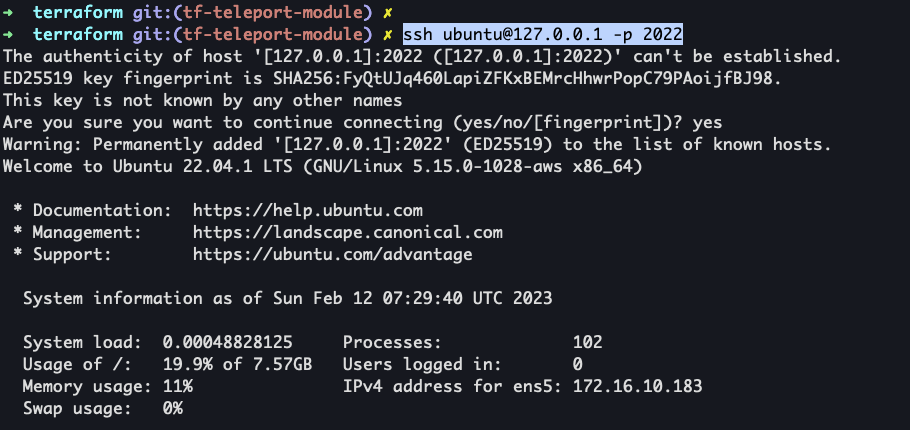 ➜  terraform git:(tf-teleport-module) ✗
➜  terraform git:(tf-teleport-module) ✗ ssh ubuntu@127.0.0.1 -p 2022
The authenticity of host '[127.0.0.1]:2022 ([127.0.0.1]:2022)' can't be established.
ED25519 key fingerprint is SHA256:FyQtUJq460LapiZFKxBEMrcHhwrPopC79PAoijfBJ98.
This key is not known by any other names
Are you sure you want to continue connecting (yes/no/[fingerprint])? yes
Warning: Permanently added '[127.0.0.1]:2022' (ED25519) to the list of known hosts.
Welcome to Ubuntu 22.04.1 LTS (GNU/Linux 5.15.0-1028-aws x86_64)
* Documentation:  https://help.ubuntu.com
* Management:     https://landscape.canonical.com
* Support:        https://ubuntu.com/advantage
System information as of Sun Feb 12 07:29:40 UTC 2023
System load:  0.00048828125     Processes:             102
Usage of /:   19.9% of 7.57GB   Users logged in:       0
Memory usage: 11%               IPv4 address for ens5: 172.16.10.183
Swap usage:   0%